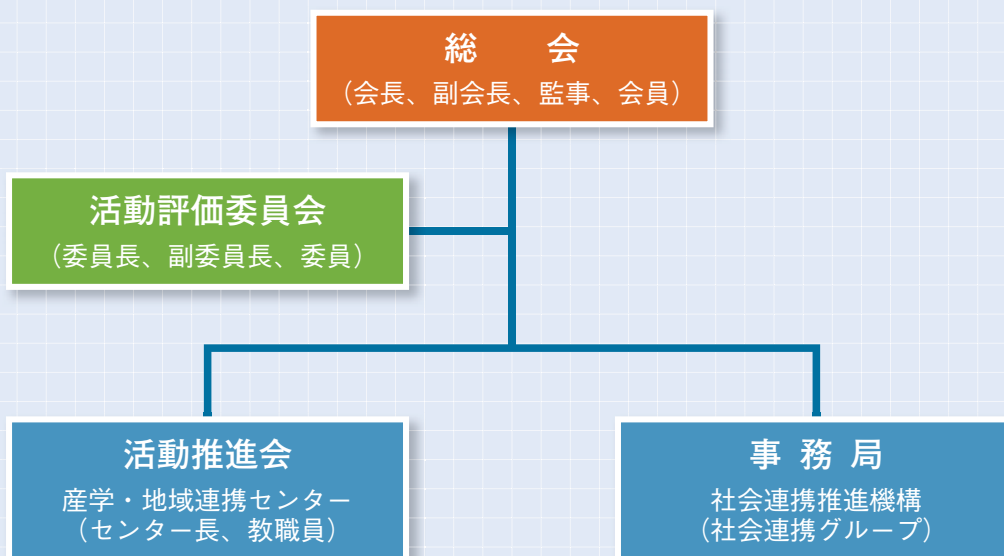 総　会
（会長、副会長、監事、会員）
活動評価委員会
（委員長、副委員長、委員）
活動推進会
産学・地域連携センター
（センター長、教職員）
事 務 局
社会連携推進機構
（社会連携グループ）